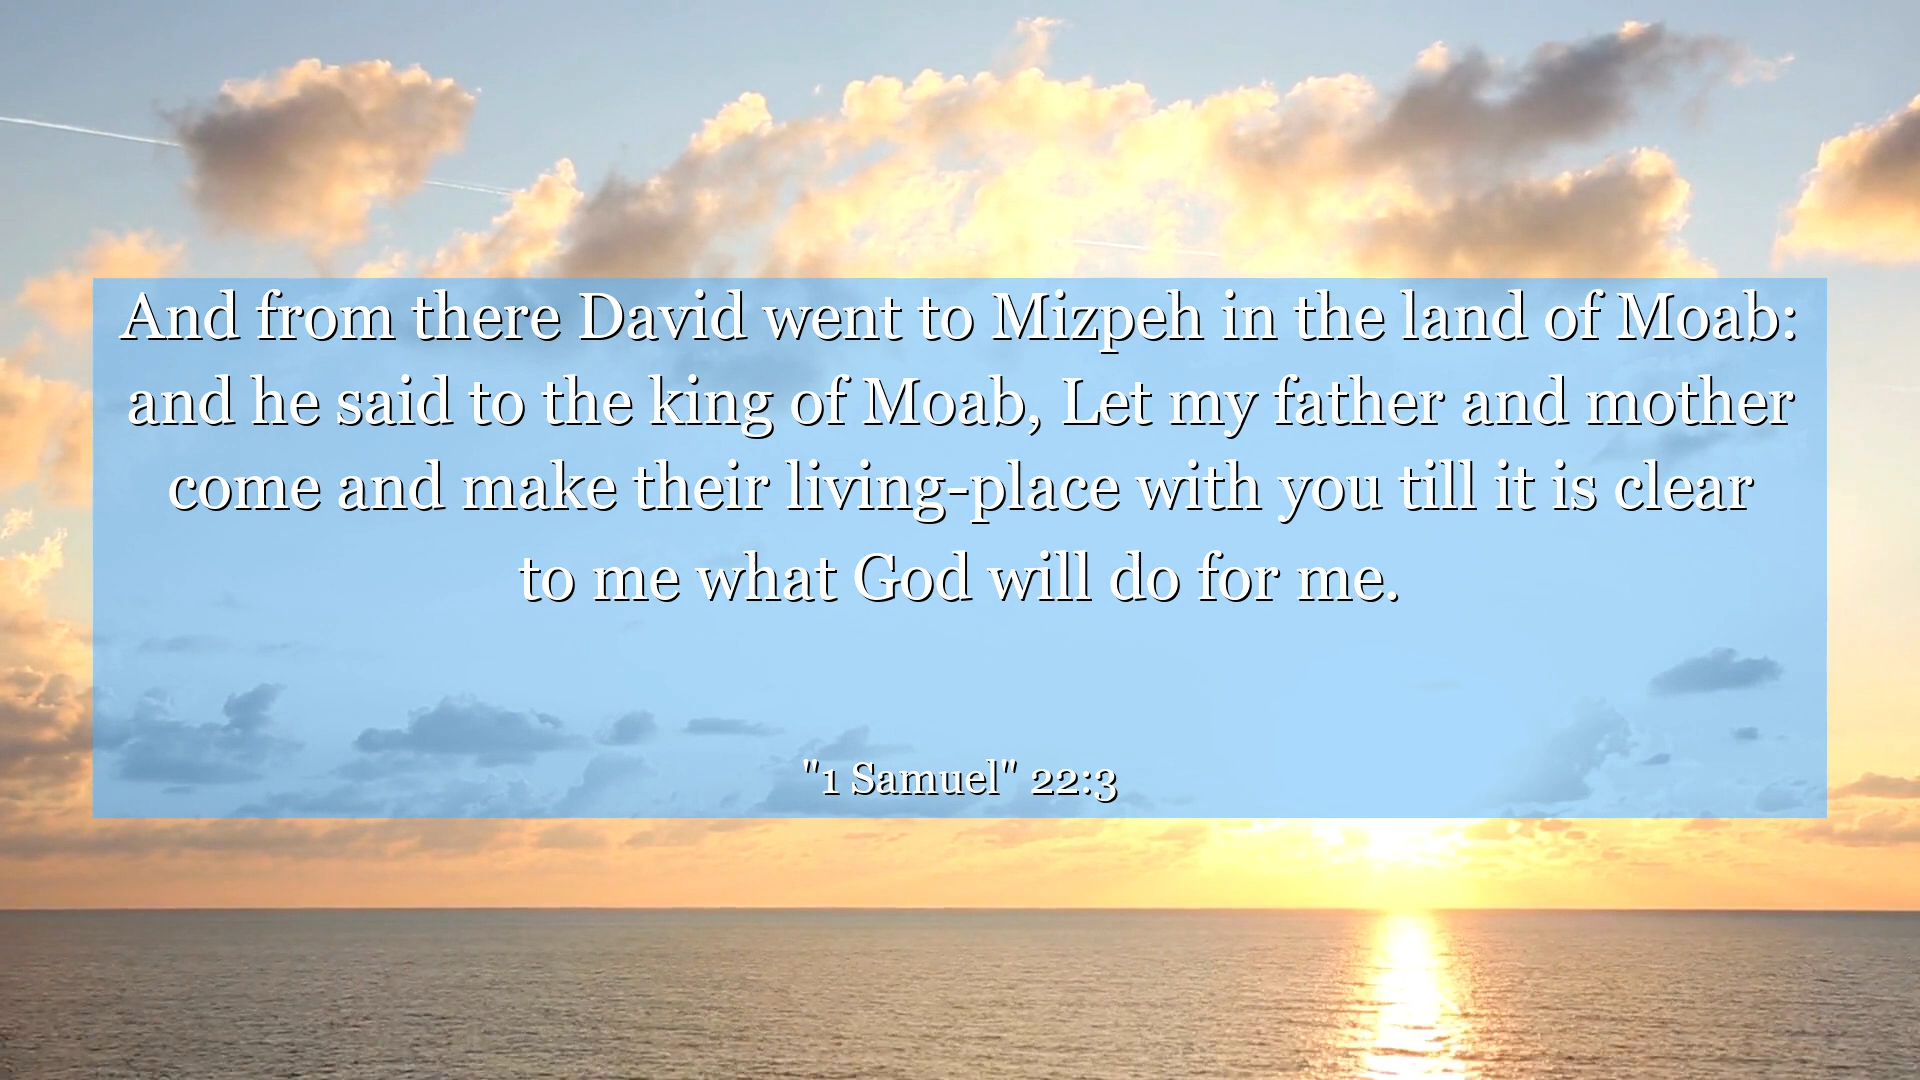 And from there David went to Mizpeh in the land of Moab:
and he said to the king of Moab, Let my father and mother
come and make their living-place with you till it is clear
to me what God will do for me.
"1 Samuel" 22:3